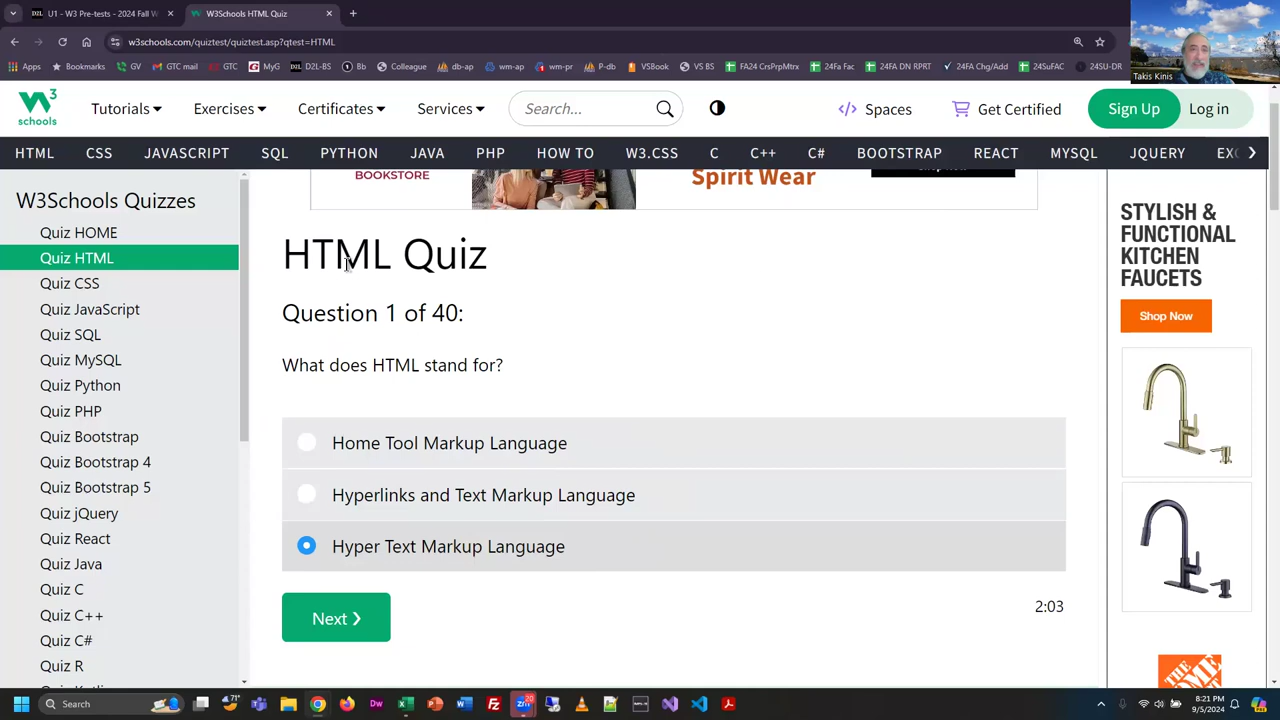 U1 - W3 Pre-tests - 2024 Fall W
W3Schools HTML Quiz
w3schools.com/quiztest/quiztest.asp?qtest=HTML
Apps
Bookmarks
GV
GTC mail
GTC
MyG
D2L-BS
Bb
Colleague
wm-ap
wm-pr
P-db
VSBook
VS BS
FA24 CrsPrpMtrx
24Fa Fac
24FA DN RPRT
24FA Chg/Add
24SuFAC
24SU-DR
Takis Kinis
W3 schools
Tutorials
Exercises
Certificates
Services
Search...
Spaces
Get Certified
Sign Up
Log in
HTML
CSS
JAVASCRIPT
SQL
PYTHON
JAVA
PHP
HOW TO
W3.CSS
C
C++
C#
BOOTSTRAP
REACT
MYSQL
JQUERY
EXC
W3Schools Quizzes
Quiz HOME
Quiz HTML
Quiz CSS
Quiz JavaScript
Quiz SQL
Quiz MySQL
Quiz Python
Quiz PHP
Quiz Bootstrap
Quiz Bootstrap 4
Quiz Bootstrap 5
Quiz jQuery
Quiz React
Quiz Java
Quiz C
Quiz C++
Quiz C#
Quiz R
BOOKSTORE
Spirit Wear
HTML Quiz
Question 1 of 40:
What does HTML stand for?
Home Tool Markup Language
Hyperlinks and Text Markup Language
Hyper Text Markup Language
Next ❯
2:03
STYLISH &
FUNCTIONAL
KITCHEN
FAUCETS
Shop Now
THE
HOME
Search
71°
8:21 PM
9/5/2024